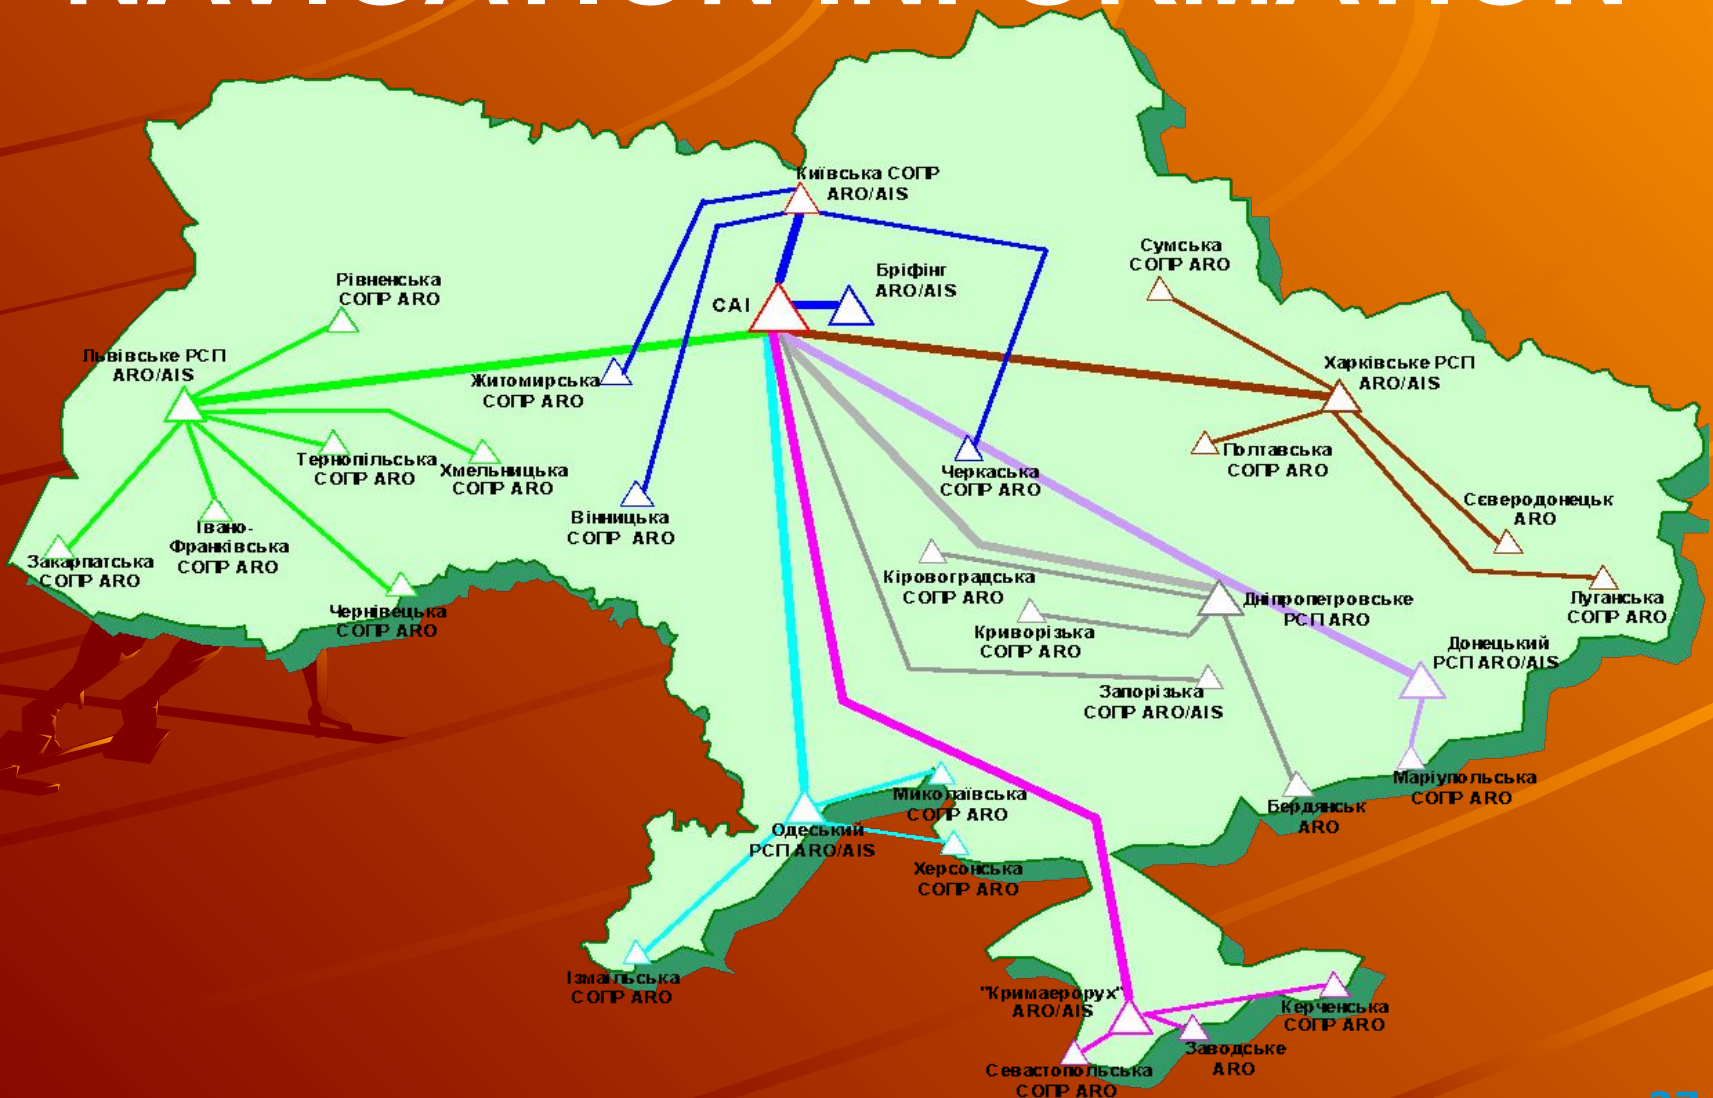 NAVIGATION INFORMATION
Київська СОПР
ARO/AIS
Сумська
СОПР ARO
Бріфінг
ARO/AIS
САІ
Рівненська
СОПР ARO
Львівське РСП
ARO/AIS
Житомирська
СОПР ARO
Харківське РСП
ARO/AIS
Тернопільська
СОПР ARO
Хмельницька
СОПР ARO
Черкаська
СОПР ARO
Полтавська
СОПР ARO
Вінницька
СОПР ARO
Сєверодонецьк
ARO
Івано-
Франківська
СОПР ARO
Закарпатська
СОПР ARO
Чернівецька
СОПР ARO
Кіровоградська
СОПР ARO
Криворізька
СОПР ARO
Дніпропетровське
РСП ARO
Луганська
СОПР ARO
Донецький
РСП ARO/AIS
Запорізька
СОПР ARO/AIS
Маріупольська
СОПР ARO
Бердянськ
ARO
Миколаївська
СОПР ARO
Одеський
РСП ARO/AIS
Херсонська
СОПР ARO
Ізмаїльська
СОПР ARO
"Кримаерорух"
ARO/AIS
Керченська
СОПР ARO
Заводське
ARO
Севастопольська
СОПР ARO